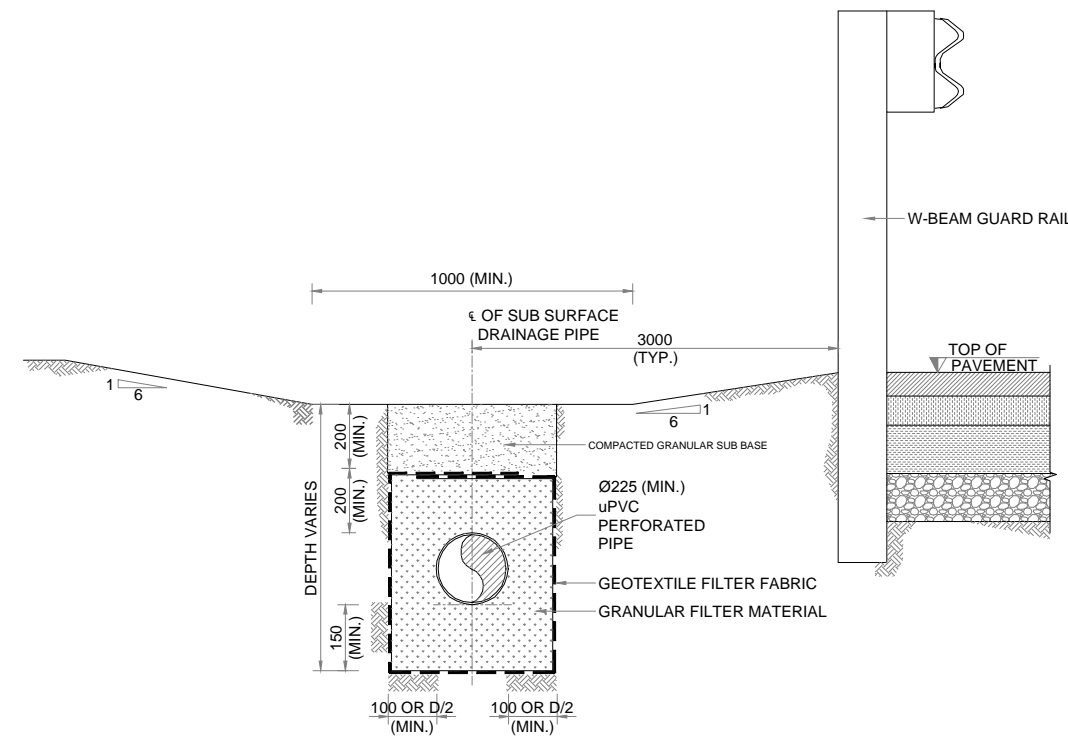 W-BEAM GUARD RAIL
1000 (MIN.)
℄ OF SUB SURFACE
DRAINAGE PIPE
3000
(TYP.)
TOP OF
PAVEMENT
1
6
1
6
200
(MIN.)
COMPACTED GRANULAR SUB BASE
200
(MIN.)
Ø225 (MIN.)
uPVC
PERFORATED
PIPE
DEPTH VARIES
GEOTEXTILE FILTER FABRIC
GRANULAR FILTER MATERIAL
150
(MIN.)
100 OR D/2
(MIN.)
100 OR D/2
(MIN.)